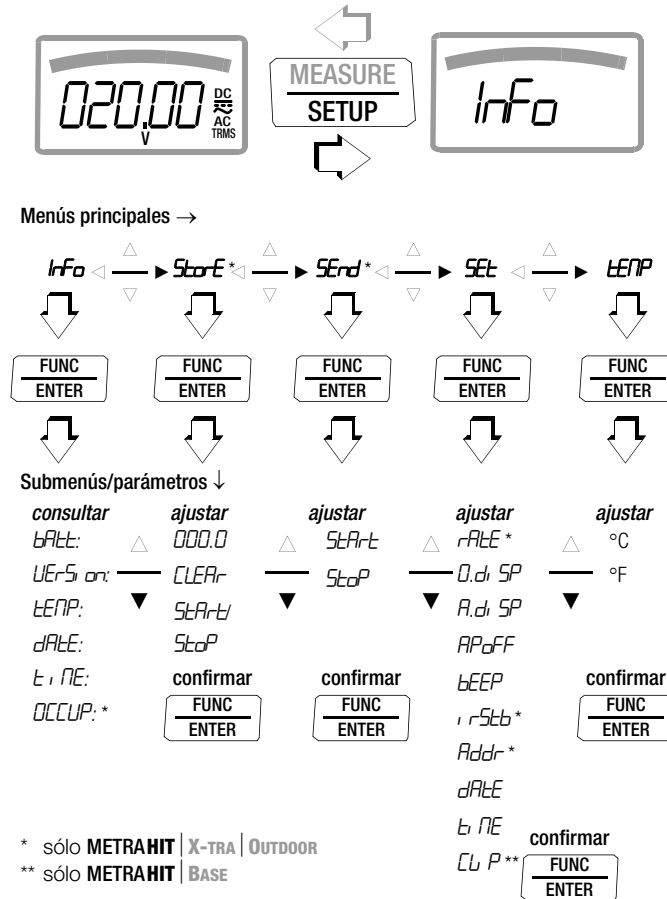 020.00 V DC AC TRMS
MEASURE
SETUP
InFo
Menús principales →
InFo StorE * SEnd * SEt tEMP
FUNC ENTER FUNC ENTER FUNC ENTER FUNC ENTER FUNC ENTER
Submenús/parámetros ↓
consultar ajustar ajustar ajustar ajustar
bAtt: 000.0 StArt rAtE * °C
VErSion: CLEAr StoP 0.diSP °F
tEMP: StArt/ A.diSP
dAtE: StoP APoFF
tiME: confirmar confirmar bEEP confirmar
OCCUP: * FUNC ENTER FUNC ENTER irStb * FUNC ENTER
Addr *
dAtE
tiME confirmar
CLiP ** FUNC ENTER
* sólo METRAHIT | X-TRA | OUTDOOR
** sólo METRAHIT | BASE